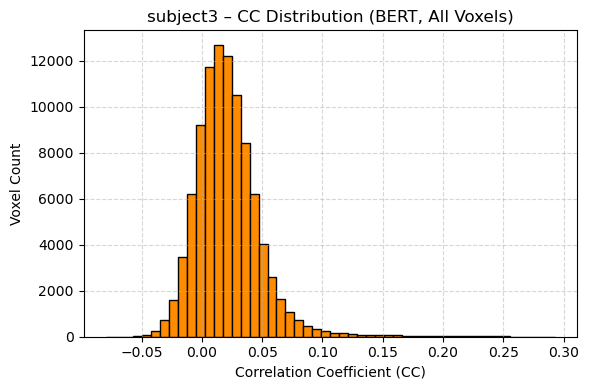 subject3 – CC Distribution (BERT, All Voxels)
Voxel Count
12000
10000
8000
6000
4000
2000
0
−0.05 0.00 0.05 0.10 0.15 0.20 0.25 0.30
Correlation Coefficient (CC)